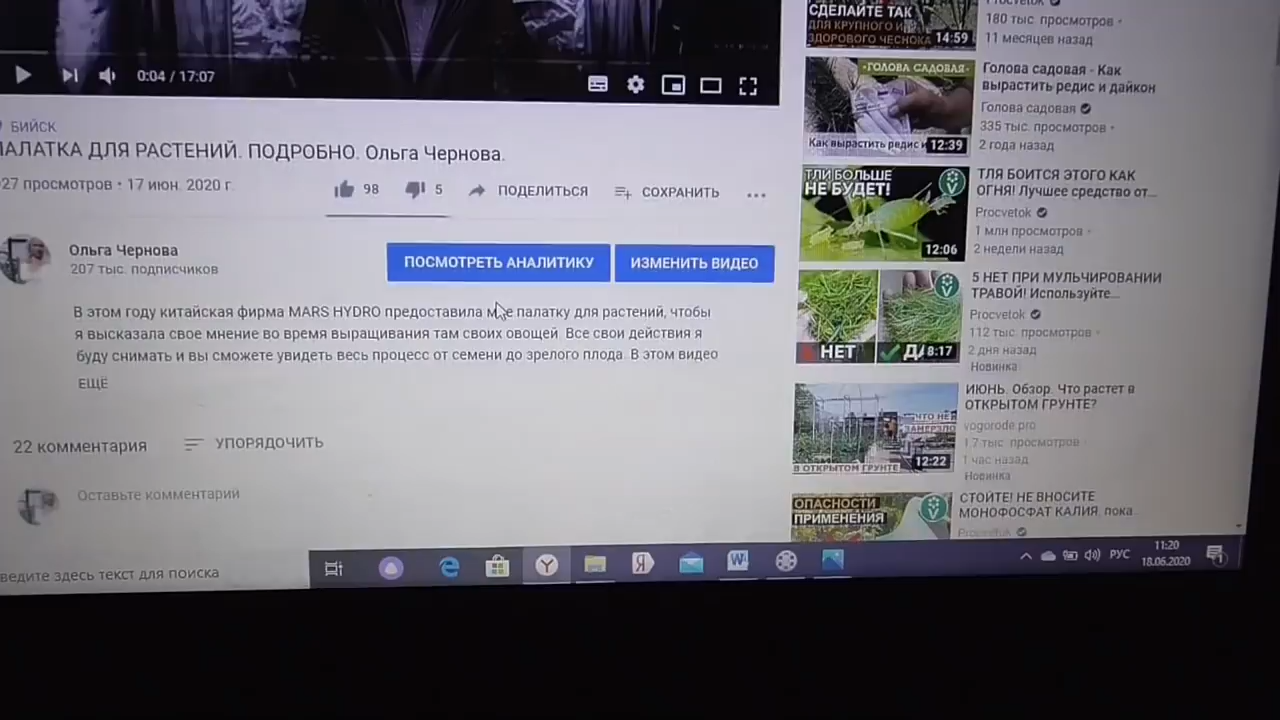 0:04 / 17:07
БИЙСК
ПАЛАТКА ДЛЯ РАСТЕНИЙ. ПОДРОБНО. Ольга Чернова.
27 просмотров • 17 июн. 2020 г.
98
5
ПОДЕЛИТЬСЯ
СОХРАНИТЬ
Ольга Чернова
207 тыс. подписчиков
ПОСМОТРЕТЬ АНАЛИТИКУ
ИЗМЕНИТЬ ВИДЕО
В этом году китайская фирма MARS HYDRO предоставила мне палатку для растений, чтобы
я высказала свое мнение во время выращивания там своих овощей. Все свои действия я
буду снимать и вы сможете увидеть весь процесс от семени до зрелого плода. В этом видео
ЕЩЁ
22 комментария
УПОРЯДОЧИТЬ
Оставьте комментарий
СДЕЛАЙТЕ ТАК
ДЛЯ КРУПНОГО И
ЗДОРОВОГО ЧЕСНОКА
14:59
Procvetok
180 тыс. просмотров •
11 месяцев назад
ГОЛОВА САДОВАЯ
Как вырастить редис и
12:39
Голова садовая - Как
вырастить редис и дайкон
Голова садовая
335 тыс. просмотров •
2 года назад
ТЛИ БОЛЬШЕ
НЕ БУДЕТ!
12:06
ТЛЯ БОИТСЯ ЭТОГО КАК
ОГНЯ! Лучшее средство от...
Procvetok
1 млн просмотров •
2 недели назад
НЕТ
8:17
5 НЕТ ПРИ МУЛЬЧИРОВАНИИ
ТРАВОЙ! Используйте...
Procvetok
112 тыс. просмотров •
2 дня назад
Новинка
ЧТО НЕ
ЗАМЕРЗЛО
В ОТКРЫТОМ ГРУНТЕ
12:22
ИЮНЬ. Обзор. Что растет в
ОТКРЫТОМ ГРУНТЕ?
vogorode.pro
1 час назад
Новинка
ОПАСНОСТИ
ПРИМЕНЕНИЯ
СТОЙТЕ! НЕ ВНОСИТЕ
МОНОФОСФАТ КАЛИЯ, пока...
Procvetok
ведите здесь текст для поиска
РУС
11:20
18.06.2020